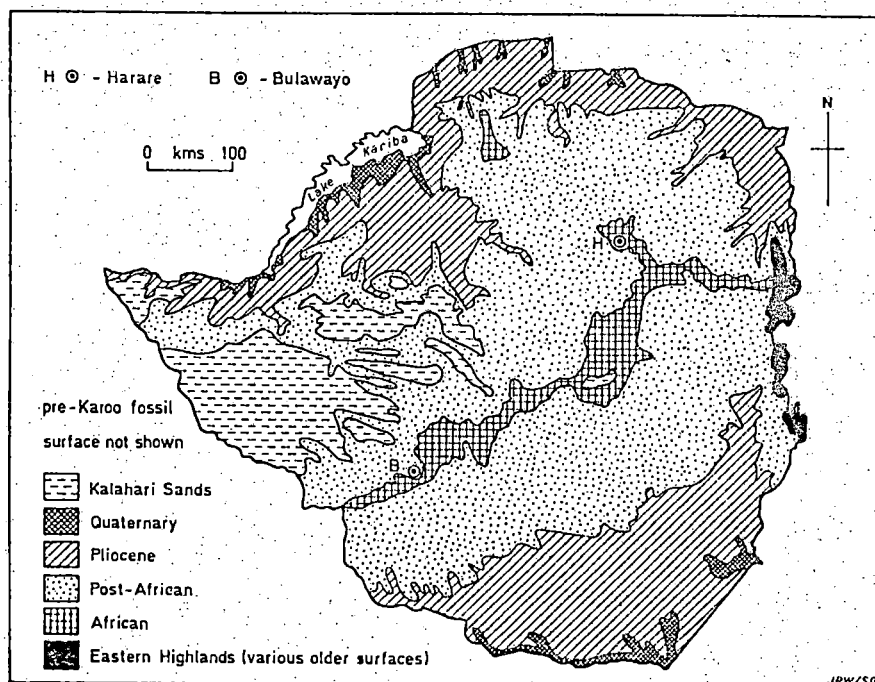 H ⊙ - Harare B ⊙ - Bulawayo
N
0 kms 100
Lake Kariba
H
B
pre-Karoo fossil
surface not shown
Kalahari Sands
Quaternary
Pliocene
Post-African
African
Eastern Highlands (various older surfaces)